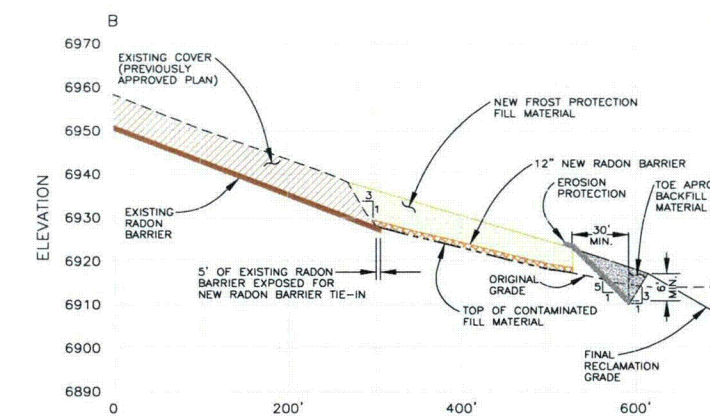 B
6970
6960
6950
6940
6930
6920
6910
6900
6890
ELEVATION
EXISTING COVER
(PREVIOUSLY
APPROVED PLAN)
NEW FROST PROTECTION
FILL MATERIAL
12" NEW RADON BARRIER
EROSION
PROTECTION
TOE APRO
BACKFILL
MATERIAL
30'
MIN.
3
1
EXISTING
RADON
BARRIER
5' OF EXISTING RADON
BARRIER EXPOSED FOR
NEW RADON BARRIER TIE-IN
ORIGINAL
GRADE
5
1
3
1
6'
MIN.
TOP OF CONTAMINATED
FILL MATERIAL
FINAL
RECLAMATION
GRADE
0
200'
400'
600'